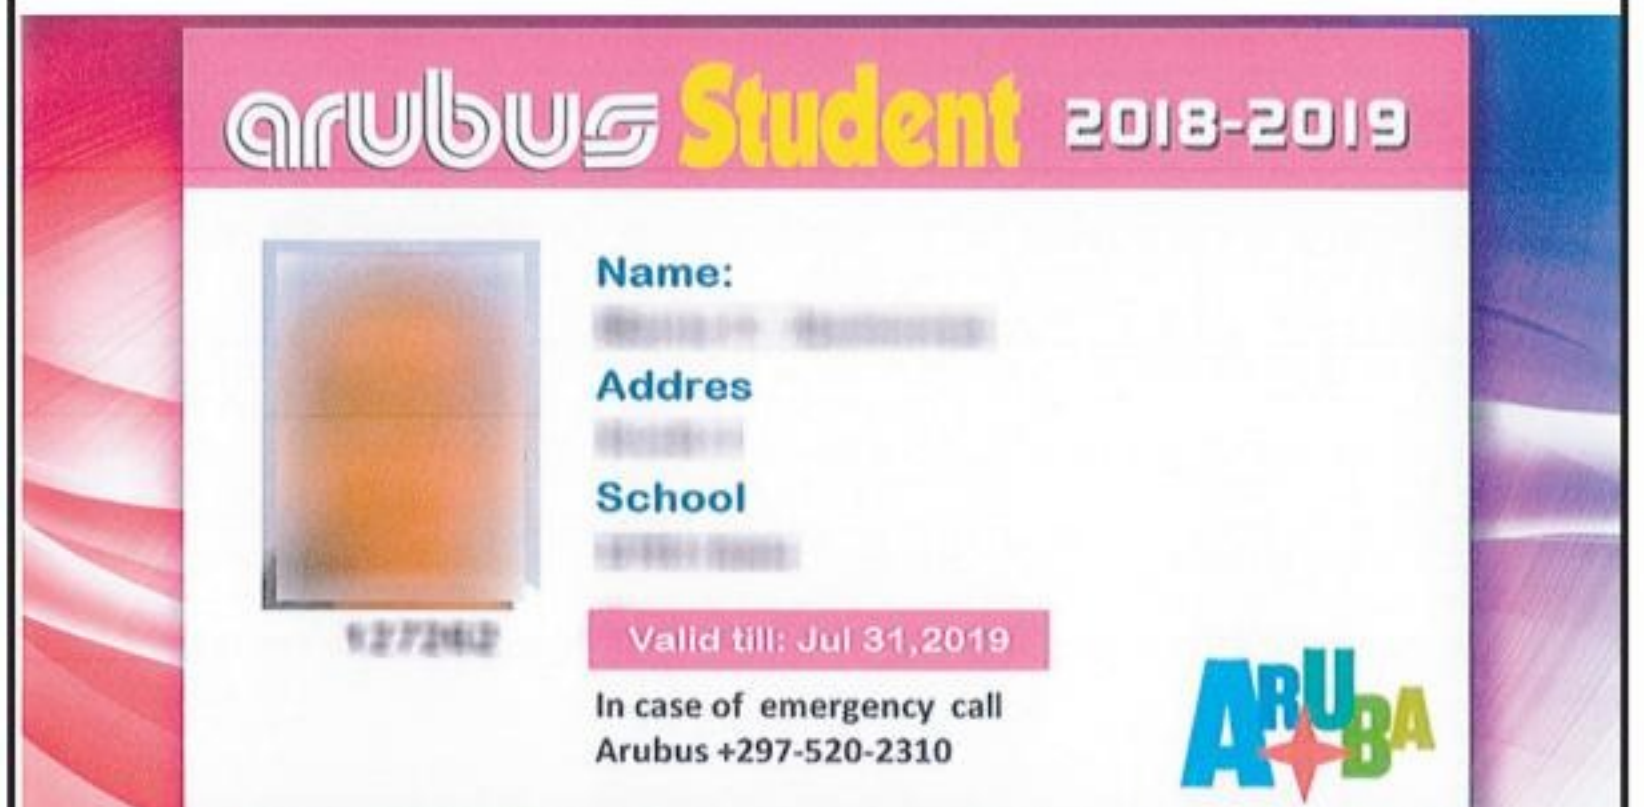 arubus Student 2018-2019
Name:
Addres
School
Valid till: Jul 31,2019
In case of emergency call
Arubus +297-520-2310
ARUBA